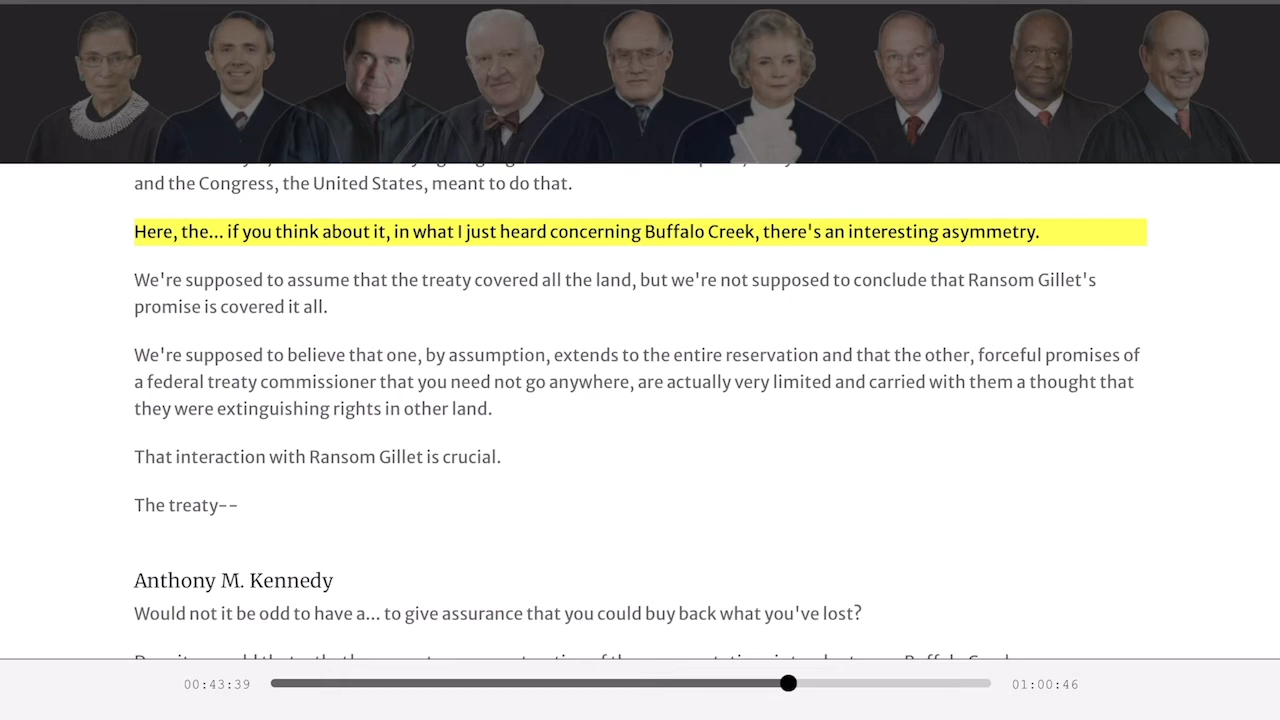 and the Congress, the United States, meant to do that.
Here, the... if you think about it, in what I just heard concerning Buffalo Creek, there's an interesting asymmetry.
We're supposed to assume that the treaty covered all the land, but we're not supposed to conclude that Ransom Gillet's
promise is covered it all.
We're supposed to believe that one, by assumption, extends to the entire reservation and that the other, forceful promises of
a federal treaty commissioner that you need not go anywhere, are actually very limited and carried with them a thought that
they were extinguishing rights in other land.
That interaction with Ransom Gillet is crucial.
The treaty--
Anthony M. Kennedy
Would not it be odd to have a... to give assurance that you could buy back what you've lost?
00:43:39
01:00:46